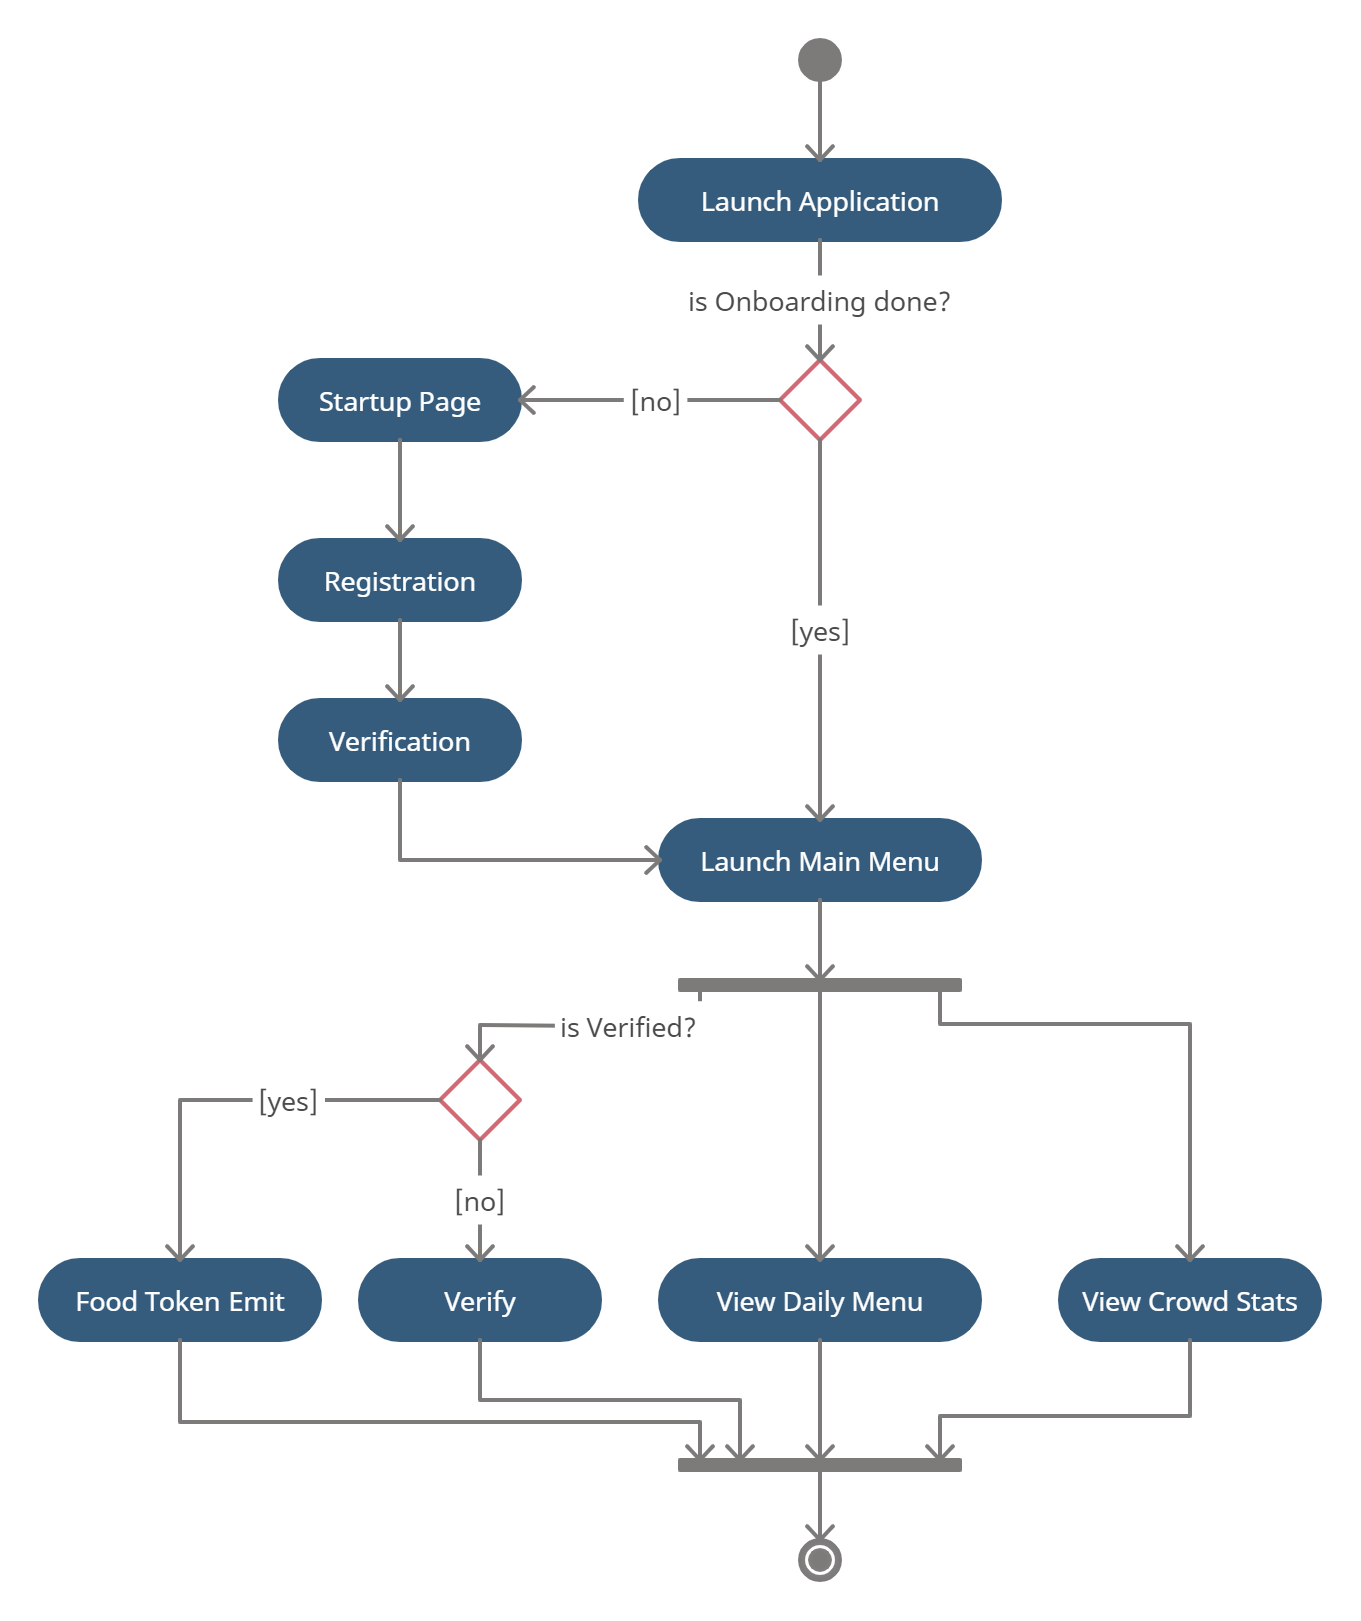 Launch Application
is Onboarding done?
Startup Page
[no]
Registration
[yes]
Verification
Launch Main Menu
is Verified?
[yes]
[no]
Food Token Emit
Verify
View Daily Menu
View Crowd Stats